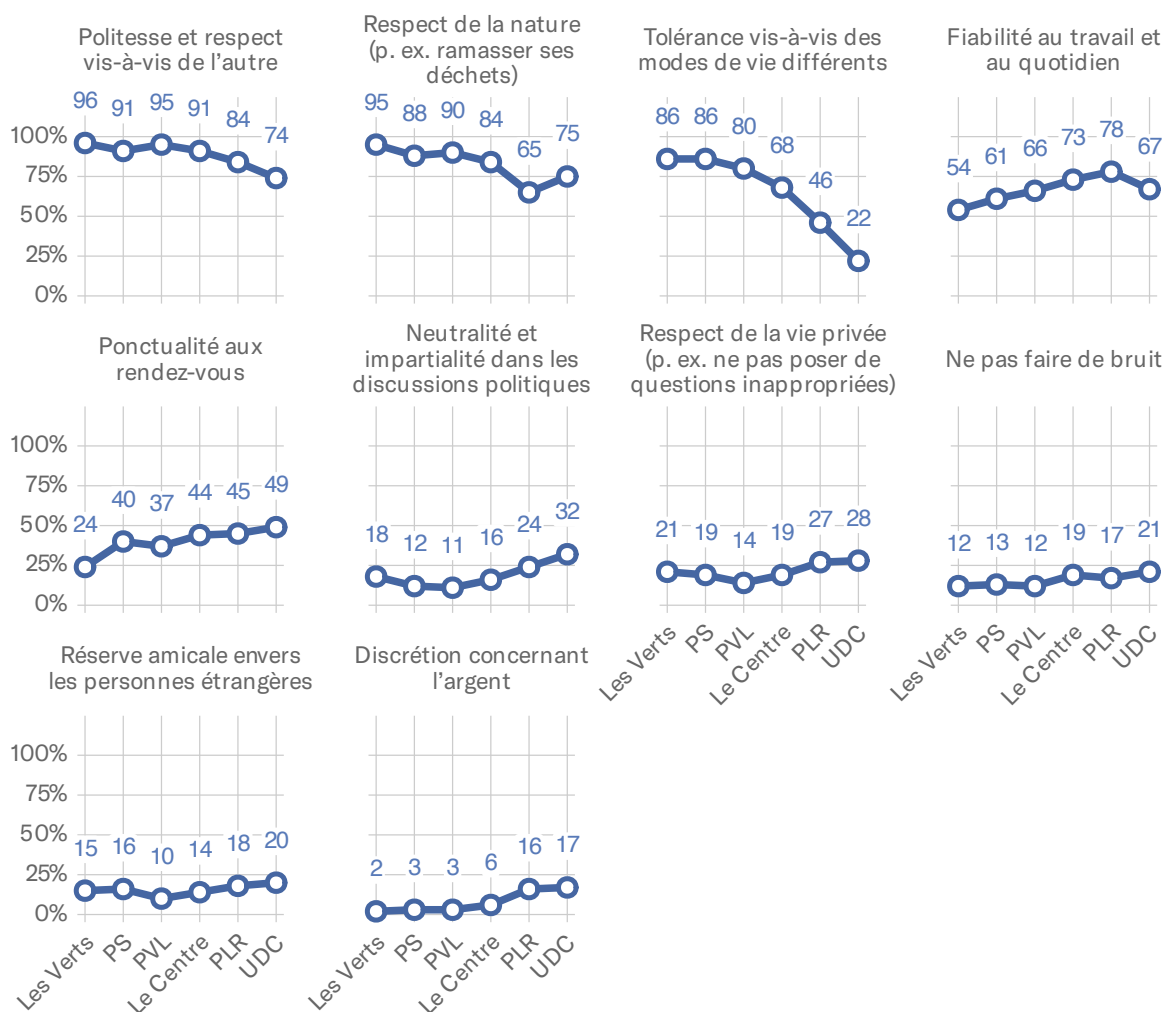 Politesse et respect
vis-à-vis de l’autre
96 91 95 91 84 74
100%
75%
50%
25%
0%
Respect de la nature
(p. ex. ramasser ses
déchets)
95 88 90 84 65 75
Tolérance vis-à-vis des
modes de vie différents
86 86 80 68 46 22
Fiabilité au travail et
au quotidien
54 61 66 73 78 67
Ponctualité aux
rendez-vous
100%
75%
50%
25%
0%
24 40 37 44 45 49
Neutralité et
impartialité dans les
discussions politiques
18 12 11 16 24 32
Respect de la vie privée
(p. ex. ne pas poser de
questions inappropriées)
21 19 14 19 27 28
Les Verts
PS
PVL
Le Centre
PLR
UDC
Ne pas faire de bruit
12 13 12 19 17 21
Les Verts
PS
PVL
Le Centre
PLR
UDC
Réserve amicale envers
les personnes étrangères
100%
75%
50%
25%
0%
15 16 10 14 18 20
Les Verts
PS
PVL
Le Centre
PLR
UDC
Discrétion concernant
l’argent
2 3 3 6 16 17
Les Verts
PS
PVL
Le Centre
PLR
UDC